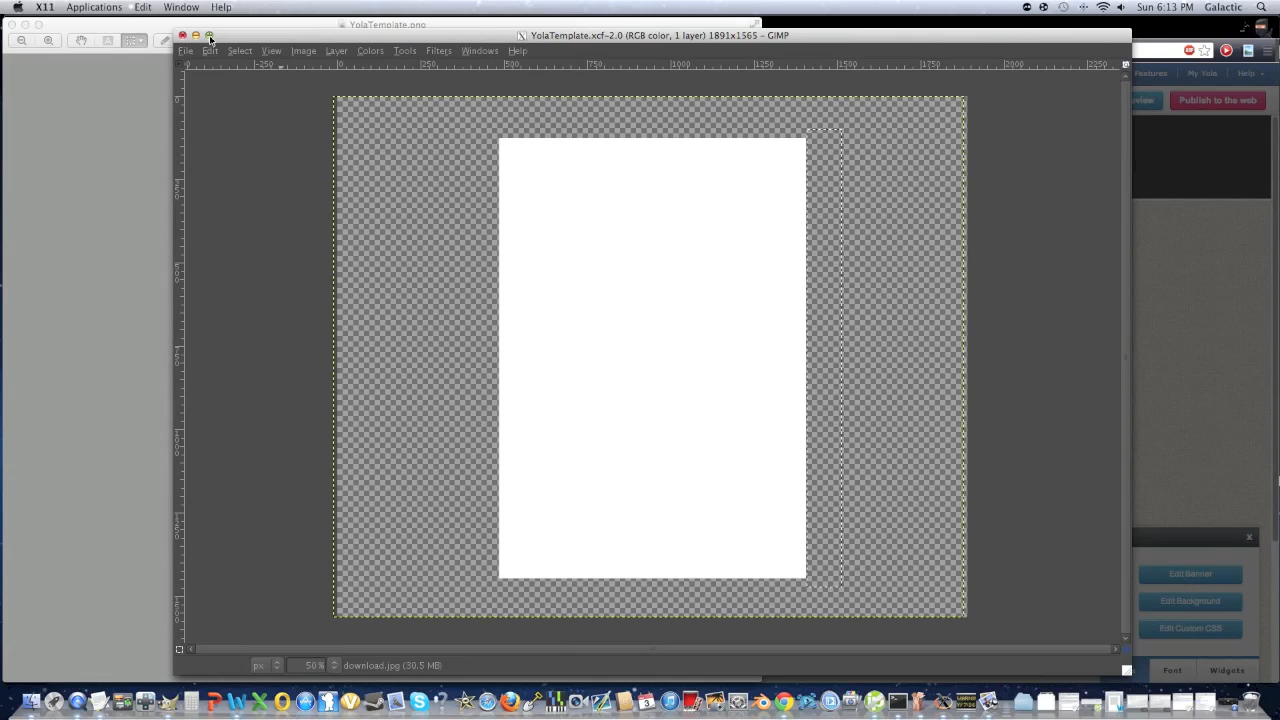 X11 Applications Edit Window Help
Sun 6:13 PM Galactic
YolaTemplate.png
YolaTemplate.xcf-2.0 (RGB color, 1 layer) 1891x1565 – GIMP
File Edit Select View Image Layer Colors Tools Filters Windows Help
0 -250 0 250 500 750 1000 1250 1500 1750 2000 2250
Features My Yola Help
Publish to the web
Edit Banner
Edit Background
Edit Custom CSS
Font Widgets
px 50% download.jpg (30.5 MB)